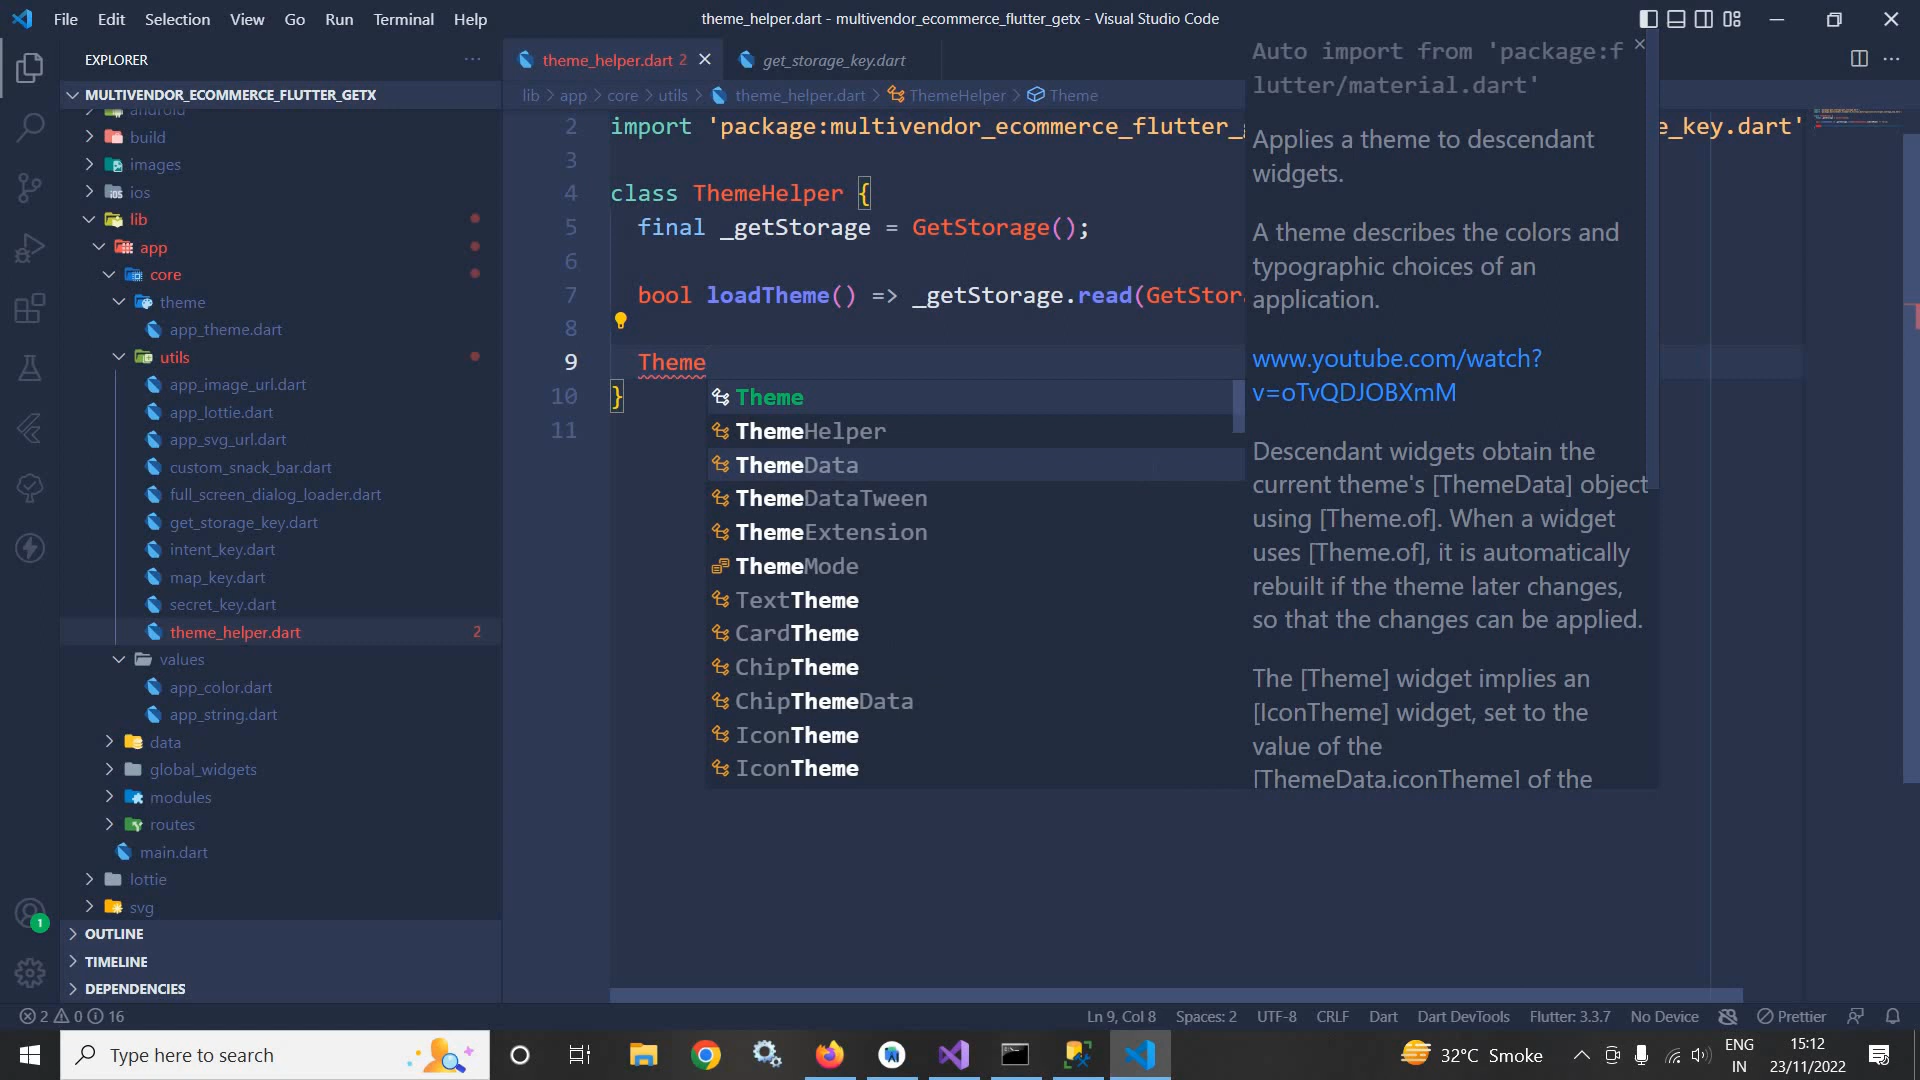 File Edit Selection View Go Run Terminal Help
theme_helper.dart - multivendor_ecommerce_flutter_getx - Visual Studio Code
EXPLORER
MULTIVENDOR_ECOMMERCE_FLUTTER_GETX
android
build
images
ios
lib
app
core
theme
app_theme.dart
utils
app_image_url.dart
app_lottie.dart
app_svg_url.dart
custom_snack_bar.dart
full_screen_dialog_loader.dart
get_storage_key.dart
intent_key.dart
map_key.dart
secret_key.dart
theme_helper.dart 2
values
app_color.dart
app_string.dart
data
global_widgets
modules
routes
main.dart
lottie
svg
OUTLINE
TIMELINE
DEPENDENCIES
1
theme_helper.dart 2
get_storage_key.dart
lib > app > core > utils > theme_helper.dart > ThemeHelper > Theme
2 import 'package:multivendor_ecommerce_flutter_ e_key.dart'
3
4 class ThemeHelper {
5 final _getStorage = GetStorage();
6
7 bool loadTheme() => _getStorage.read(GetStor
8
9 Theme
10 }
11
Theme
ThemeHelper
ThemeData
ThemeDataTween
ThemeExtension
ThemeMode
TextTheme
CardTheme
ChipTheme
ChipThemeData
IconTheme
IconTheme
Auto import from 'package:f
lutter/material.dart'
Applies a theme to descendant
widgets.
A theme describes the colors and
typographic choices of an
application.
www.youtube.com/watch?
v=oTvQDJOBXmM
Descendant widgets obtain the
current theme's [ThemeData] object
using [Theme.of]. When a widget
uses [Theme.of], it is automatically
rebuilt if the theme later changes,
so that the changes can be applied.
The [Theme] widget implies an
[IconTheme] widget, set to the
value of the
[ThemeData.iconTheme] of the
2 0 16
Ln 9, Col 8 Spaces: 2 UTF-8 CRLF Dart Dart DevTools Flutter: 3.3.7 No Device Prettier
Type here to search
32°C Smoke
ENG
IN
15:12
23/11/2022